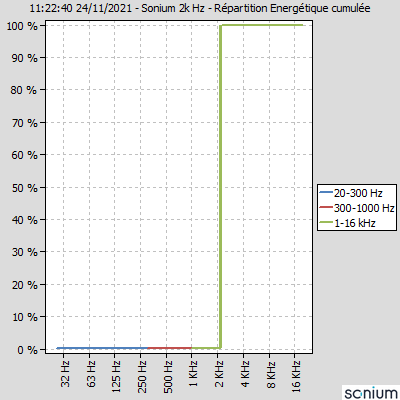 11:22:40 24/11/2021 - Sonium 2k Hz - Répartition Energétique cumulée
100 %
90 %
80 %
70 %
60 %
50 %
40 %
30 %
20 %
10 %
0 %
32 Hz
63 Hz
125 Hz
250 Hz
500 Hz
1 KHz
2 KHz
4 KHz
8 KHz
16 KHz
20-300 Hz
300-1000 Hz
1-16 kHz
sonium